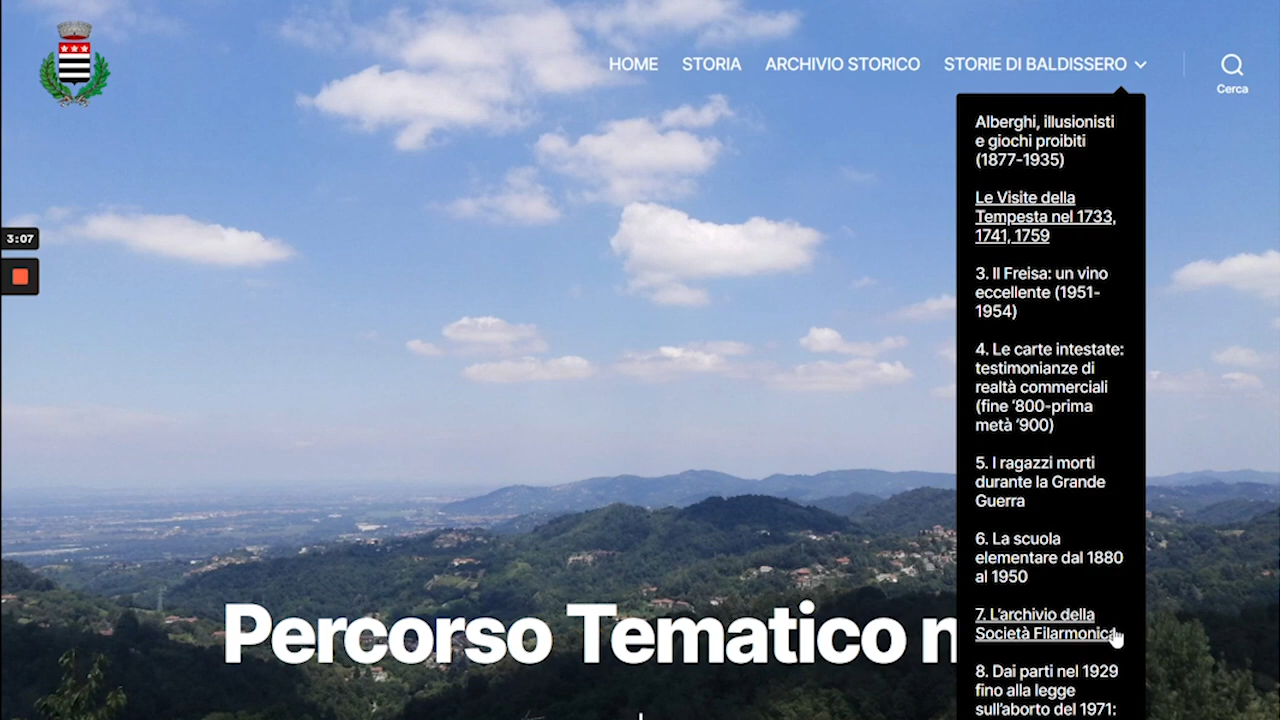 HOME STORIA ARCHIVIO STORICO STORIE DI BALDISSERO
Cerca
Alberghi, illusionisti
e giochi proibiti
(1877-1935)
Le Visite della
Tempesta nel 1733,
1741, 1759
3:07
3. Il Freisa: un vino
eccellente (1951-
1954)
4. Le carte intestate:
testimonianze di
realtà commerciali
(fine ‘800-prima
metà ‘900)
5. I ragazzi morti
durante la Grande
Guerra
6. La scuola
elementare dal 1880
al 1950
7. L’archivio della
Società Filarmonica
8. Dai parti nel 1929
fino alla legge
sull’aborto del 1971:
Percorso Tematico n